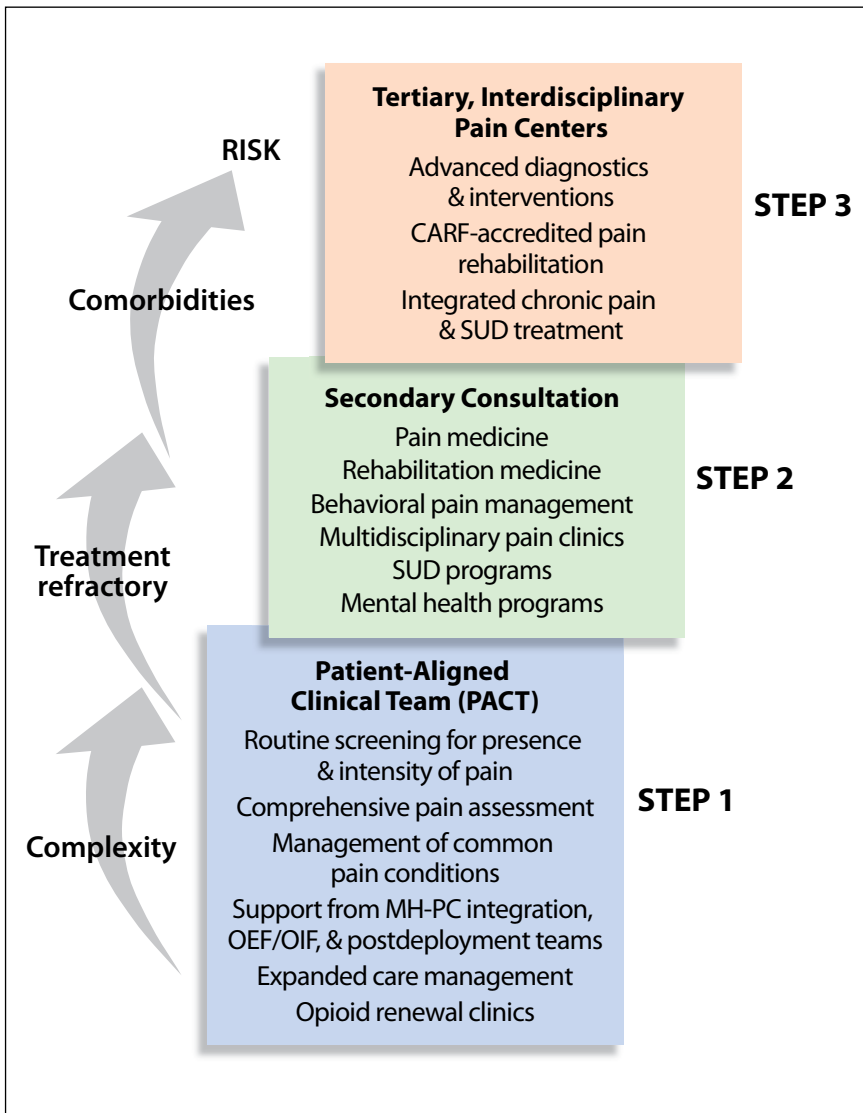 Tertiary, Interdisciplinary
Pain Centers
Advanced diagnostics
& interventions
CARF-accredited pain
rehabilitation
Integrated chronic pain
& SUD treatment
STEP 3
RISK
Comorbidities
Secondary Consultation
Pain medicine
Rehabilitation medicine
Behavioral pain management
Multidisciplinary pain clinics
SUD programs
Mental health programs
STEP 2
Treatment
refractory
Patient-Aligned
Clinical Team (PACT)
Routine screening for presence
& intensity of pain
Comprehensive pain assessment
Management of common
pain conditions
Support from MH-PC integration,
OEF/OIF, & postdeployment teams
Expanded care management
Opioid renewal clinics
STEP 1
Complexity